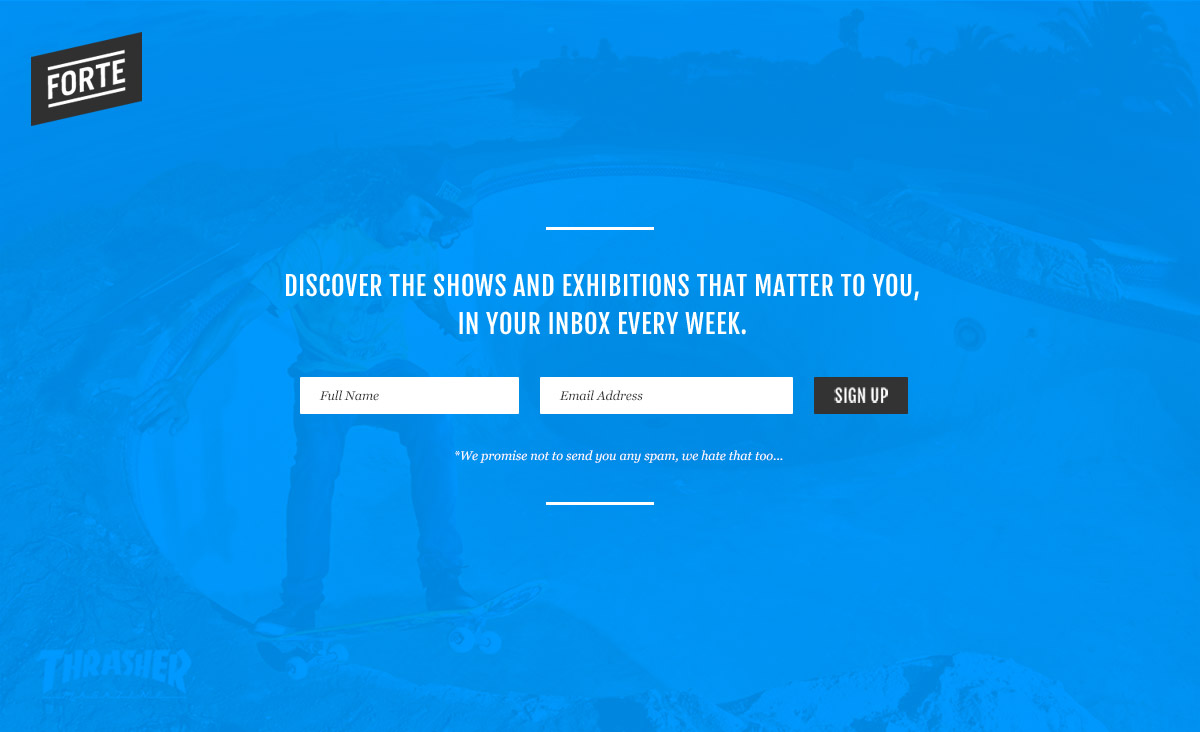 FORTE
DISCOVER THE SHOWS AND EXHIBITIONS THAT MATTER TO YOU,
IN YOUR INBOX EVERY WEEK.
Full Name Email Address SIGN UP
*We promise not to send you any spam, we hate that too...
THRASHER